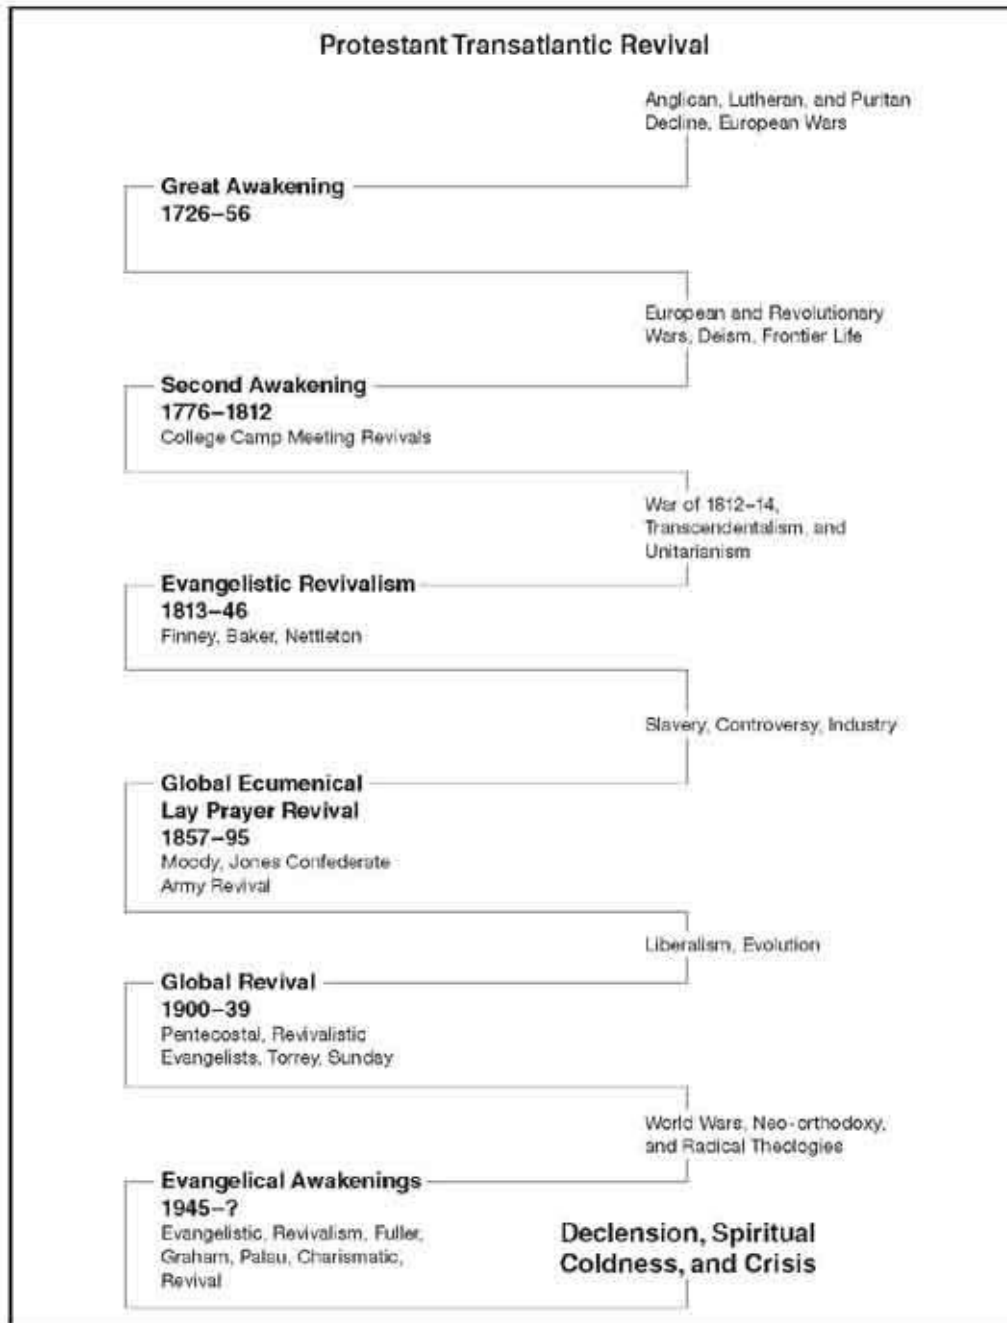 Protestant Transatlantic Revival
Anglican, Lutheran, and Puritan
Decline, European Wars
Great Awakening
1726–56
European and Revolutionary
Wars, Deism, Frontier Life
Second Awakening
1776–1812
College Camp Meeting Revivals
War of 1812–14,
Transcendentalism, and
Unitarianism
Evangelistic Revivalism
1813–46
Finney, Baker, Nettleton
Slavery, Controversy, Industry
Global Ecumenical
Lay Prayer Revival
1857–95
Moody, Jones Confederate
Army Revival
Liberalism, Evolution
Global Revival
1900–39
Pentecostal, Revivalistic
Evangelists, Torrey, Sunday
World Wars, Neo-orthodoxy,
and Radical Theologies
Evangelical Awakenings
1945–?
Evangelistic, Revivalism, Fuller,
Graham, Palau, Charismatic,
Revival
Declension, Spiritual
Coldness, and Crisis